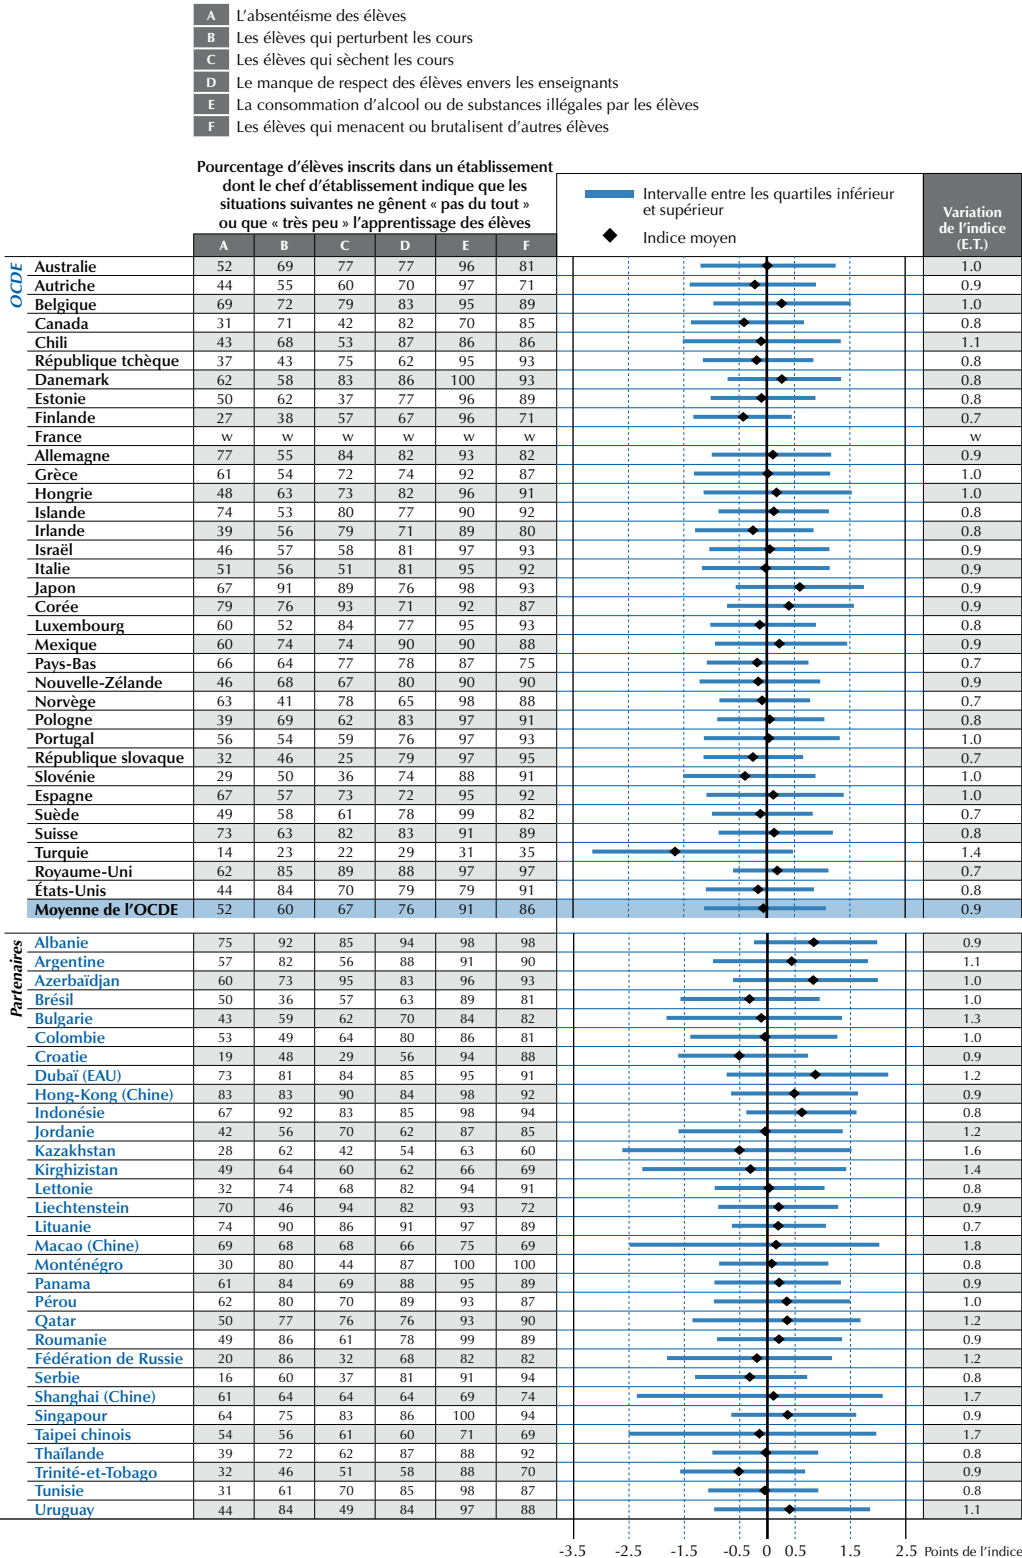 A L'absentéisme des élèves
B Les élèves qui perturbent les cours
C Les élèves qui sèchent les cours
D Le manque de respect des élèves envers les enseignants
E La consommation d'alcool ou de substances illégales par les élèves
F Les élèves qui menacent ou brutalisent d'autres élèves
Pourcentage d'élèves inscrits dans un établissement
dont le chef d'établissement indique que les
situations suivantes ne gênent « pas du tout »
ou que « très peu » l'apprentissage des élèves
Intervalle entre les quartiles inférieur
et supérieur
Indice moyen
Variation
de l'indice
(E.T.)
A B C D E F
OCDE
Australie 52 69 77 77 96 81 1.0
Autriche 44 55 60 70 97 71 0.9
Belgique 69 72 79 83 95 89 1.0
Canada 31 71 42 82 70 85 0.8
Chili 43 68 53 87 86 86 1.1
République tchèque 37 43 75 62 95 93 0.8
Danemark 62 58 83 86 100 93 0.8
Estonie 50 62 37 77 96 89 0.8
Finlande 27 38 57 67 96 71 0.7
France w w w w w w w
Allemagne 77 55 84 82 93 82 0.9
Grèce 61 54 72 74 92 87 1.0
Hongrie 48 63 73 82 96 91 1.0
Islande 74 53 80 77 90 92 0.8
Irlande 39 56 79 71 89 80 0.8
Israël 46 57 58 81 97 93 0.9
Italie 51 56 51 81 95 92 0.9
Japon 67 91 89 76 98 93 0.9
Corée 79 76 93 71 92 87 0.9
Luxembourg 60 52 84 77 95 93 0.8
Mexique 60 74 74 90 90 88 0.9
Pays-Bas 66 64 77 78 87 75 0.7
Nouvelle-Zélande 46 68 67 80 90 90 0.9
Norvège 63 41 78 65 98 88 0.7
Pologne 39 69 62 83 97 91 0.8
Portugal 56 54 59 76 97 93 1.0
République slovaque 32 46 25 79 97 95 0.7
Slovénie 29 50 36 74 88 91 1.0
Espagne 67 57 73 72 95 92 1.0
Suède 49 58 61 78 99 82 0.7
Suisse 73 63 82 83 91 89 0.8
Turquie 14 23 22 29 31 35 1.4
Royaume-Uni 62 85 89 88 97 97 0.7
États-Unis 44 84 70 79 79 91 0.8
Moyenne de l'OCDE 52 60 67 76 91 86 0.9
Partenaires
Albanie 75 92 85 94 98 98 0.9
Argentine 57 82 56 88 91 90 1.1
Azerbaïdjan 60 73 95 83 96 93 1.0
Brésil 50 36 57 63 89 81 1.0
Bulgarie 43 59 62 70 84 82 1.3
Colombie 53 49 64 80 86 81 1.0
Croatie 19 48 29 56 94 88 0.9
Dubaï (EAU) 73 81 84 85 95 91 1.2
Hong-Kong (Chine) 83 83 90 84 98 92 0.9
Indonésie 67 92 83 85 98 94 0.8
Jordanie 42 56 70 62 87 85 1.2
Kazakhstan 28 62 42 54 63 60 1.6
Kirghizistan 49 64 60 62 66 69 1.4
Lettonie 32 74 68 82 94 91 0.8
Liechtenstein 70 46 94 82 93 72 0.9
Lituanie 74 90 86 91 97 89 0.7
Macao (Chine) 69 68 68 66 75 69 1.8
Monténégro 30 80 44 87 100 100 0.8
Panama 61 84 69 88 95 89 0.9
Pérou 62 80 70 89 93 87 1.0
Qatar 50 77 76 76 93 90 1.2
Roumanie 49 86 61 78 99 89 0.9
Fédération de Russie 20 86 32 68 82 82 1.2
Serbie 16 60 37 81 91 94 0.8
Shanghai (Chine) 61 64 64 64 69 74 1.7
Singapour 64 75 83 86 100 94 0.9
Taipei chinois 54 56 61 60 71 69 1.7
Thaïlande 39 72 62 87 88 92 0.8
Trinité-et-Tobago 32 46 51 58 88 70 0.9
Tunisie 31 61 70 85 98 87 0.8
Uruguay 44 84 49 84 97 88 1.1
-3.5 -2.5 -1.5 -0.5 0 0.5 1.5 2.5 Points de l'indice